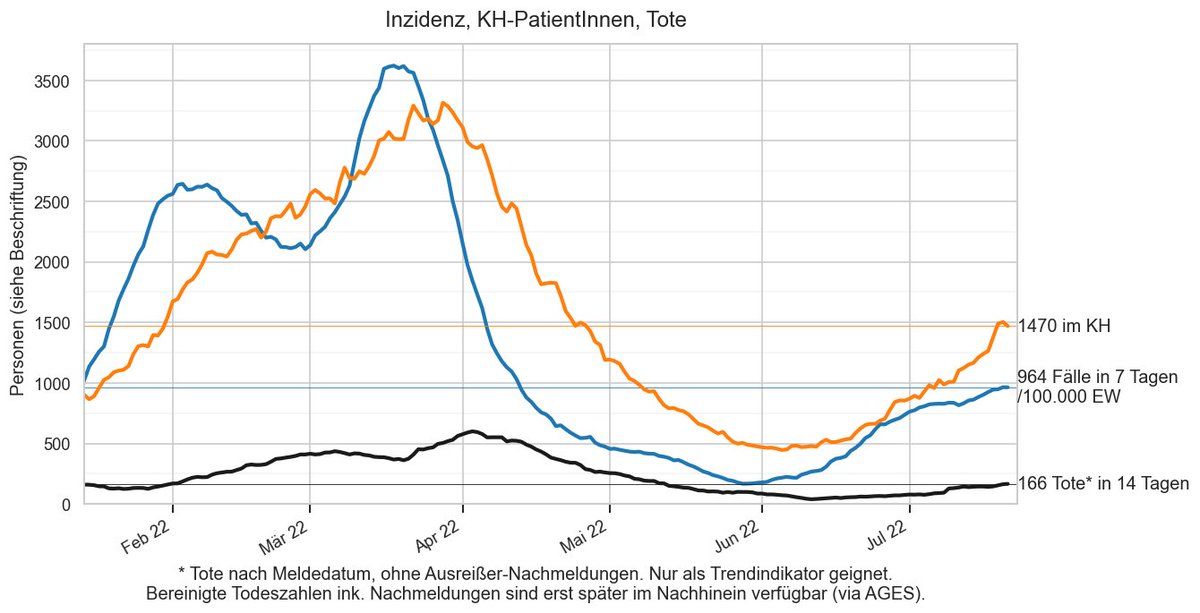 Inzidenz, KH-PatientInnen, Tote
Personen (siehe Beschriftung)
3500
3000
2500
2000
1500
1000
500
0
1470 im KH
964 Fälle in 7 Tagen
/100.000 EW
166 Tote* in 14 Tagen
Feb 22
Mär 22
Apr 22
Mai 22
Jun 22
Jul 22
* Tote nach Meldedatum, ohne Ausreißer-Nachmeldungen. Nur als Trendindikator geignet.
Bereinigte Todeszahlen ink. Nachmeldungen sind erst später im Nachhinein verfügbar (via AGES).